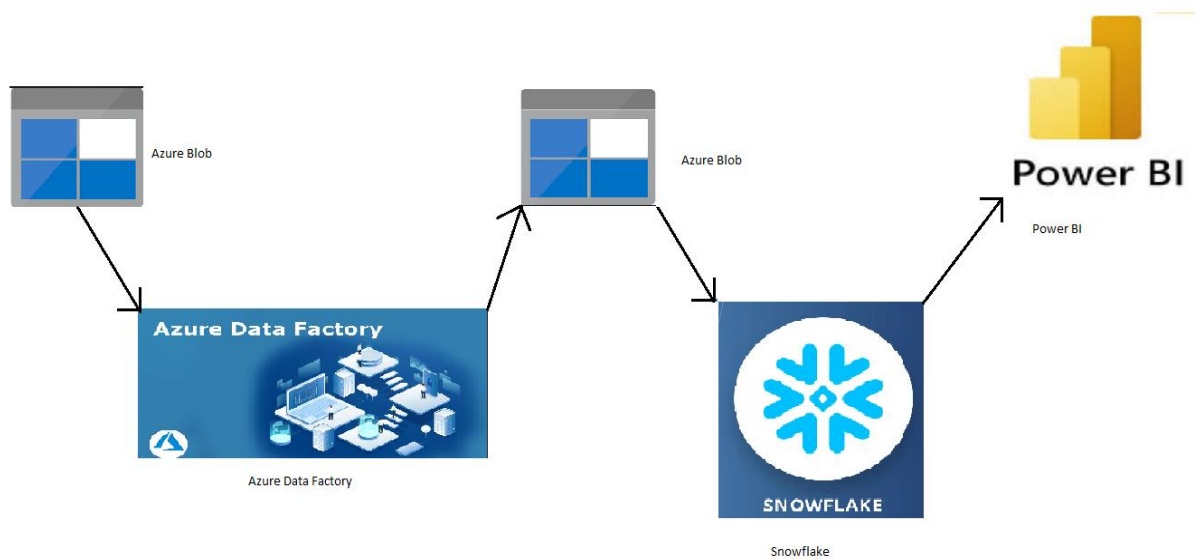 Azure Blob
Azure Data Factory
Azure Data Factory
Azure Blob
SNOWFLAKE
Snowflake
Power BI
Power BI